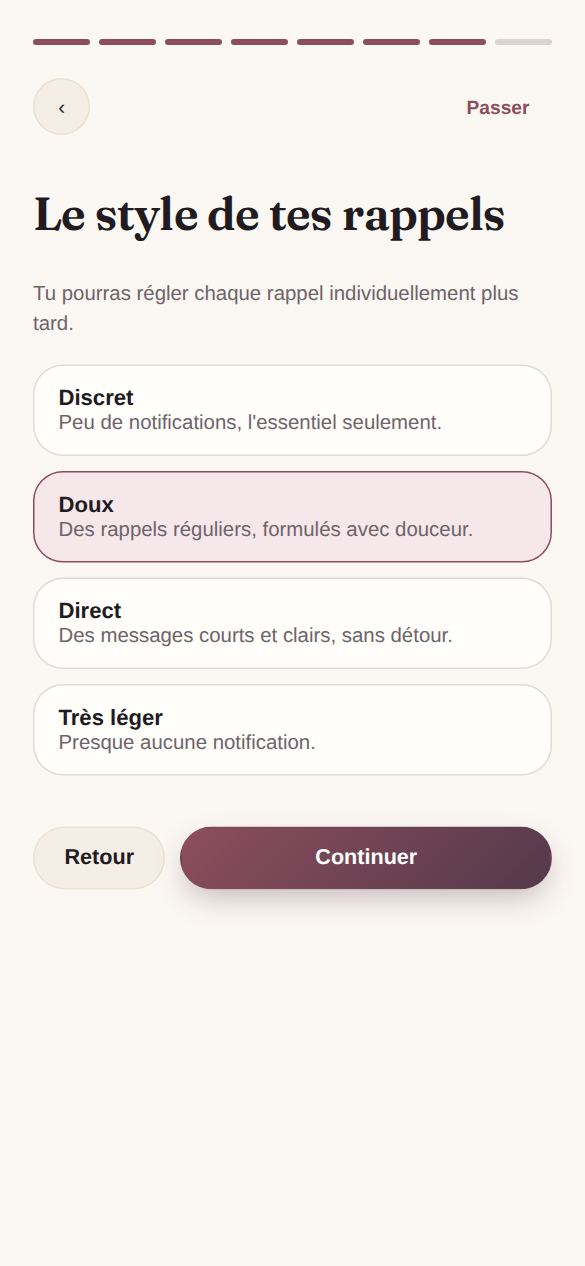 ‹
Passer
Le style de tes rappels
Tu pourras régler chaque rappel individuellement plus
tard.
Discret
Peu de notifications, l'essentiel seulement.
Doux
Des rappels réguliers, formulés avec douceur.
Direct
Des messages courts et clairs, sans détour.
Très léger
Presque aucune notification.
Retour
Continuer